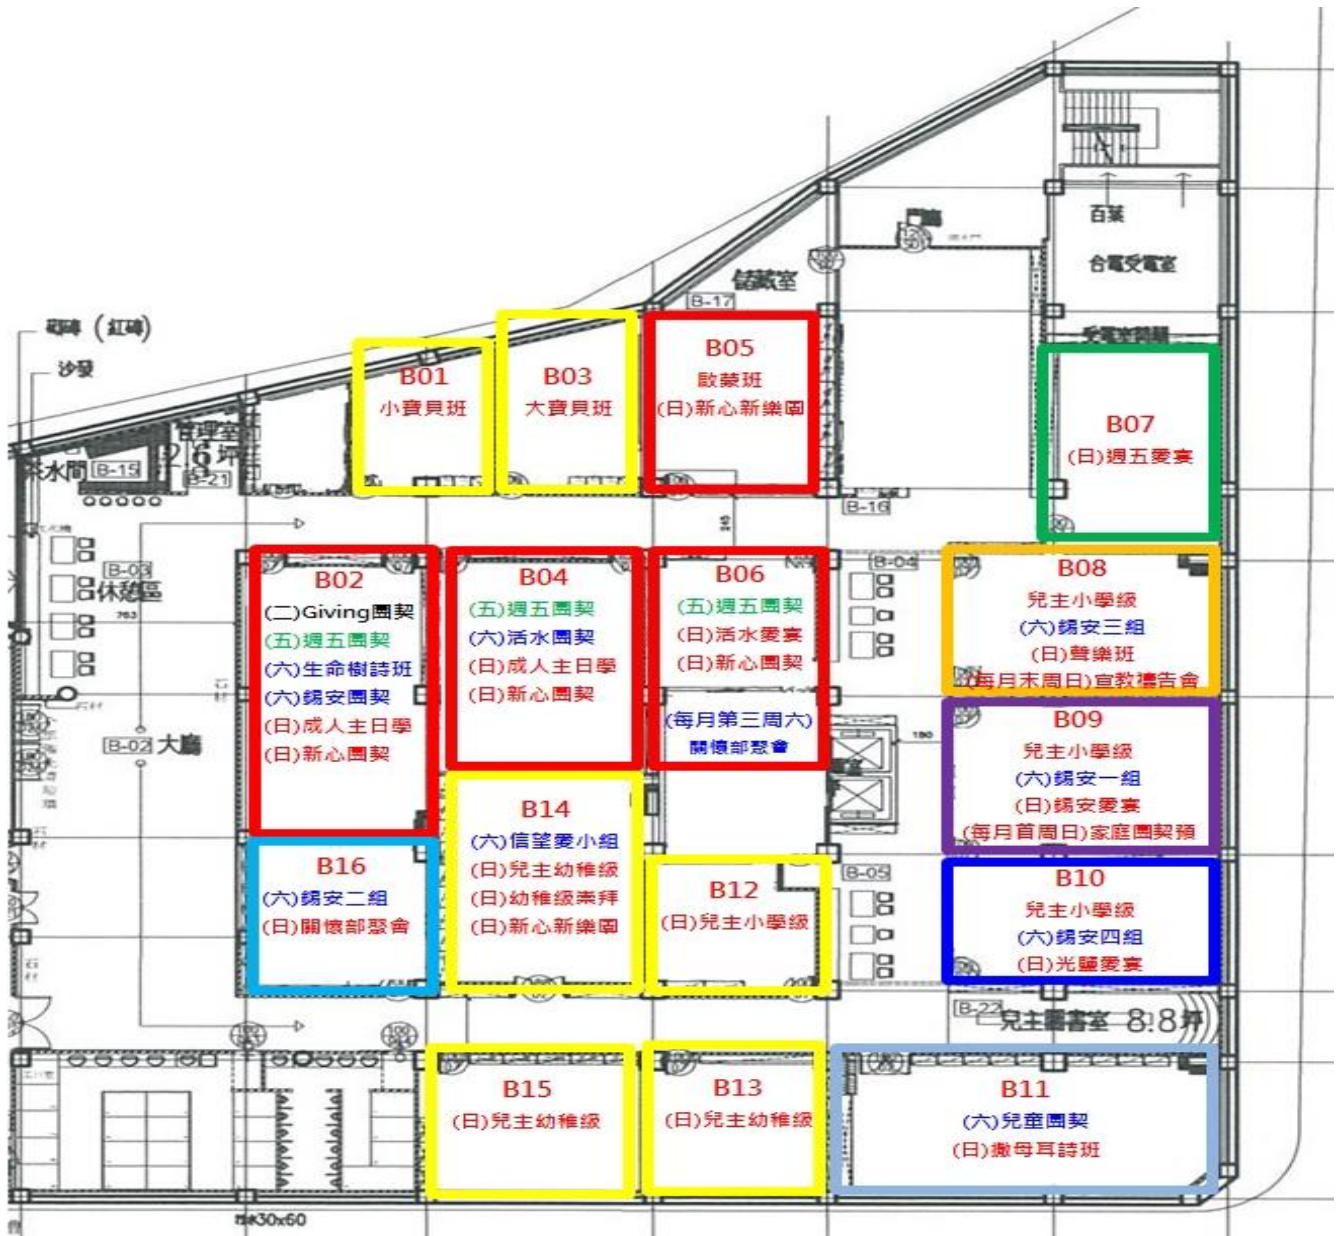 百葉
台電受電室
儲藏室
B-17
(紅磚)
沙發
B01
小寶貝班
B03
大寶貝班
B05
啟蒙班
(日)新心新樂園
B07
(日)週五愛宴
管理室
2.6坪
茶水間
B-15
B-21
B-16
245
B-03
休憩區
763
B-04
B02
(二)Giving團契
(五)週五團契
(六)生命樹詩班
(六)錫安團契
(日)成人主日學
(日)新心團契
B04
(五)週五團契
(六)活水團契
(日)成人主日學
(日)新心團契
B06
(五)週五團契
(日)活水愛宴
(日)新心團契
(每月第三周六)
關懷部聚會
B08
兒主小學級
(六)錫安三組
(日)聲樂班
(每月末周日)宣教禱告會
B-02
大廳
190
B09
兒主小學級
(六)錫安一組
(日)錫安愛宴
(每月首周日)家庭團契預
B14
(六)信望愛小組
(日)兒主幼稚級
(日)幼稚級崇拜
(日)新心新樂園
B16
(六)錫安二組
(日)關懷部聚會
B12
(日)兒主小學級
B-05
B10
兒主小學級
(六)錫安四組
(日)光鹽愛宴
B-22
兒主圖書室 8.8坪
B15
(日)兒主幼稚級
B13
(日)兒主幼稚級
B11
(六)兒童團契
(日)撒母耳詩班
30x60